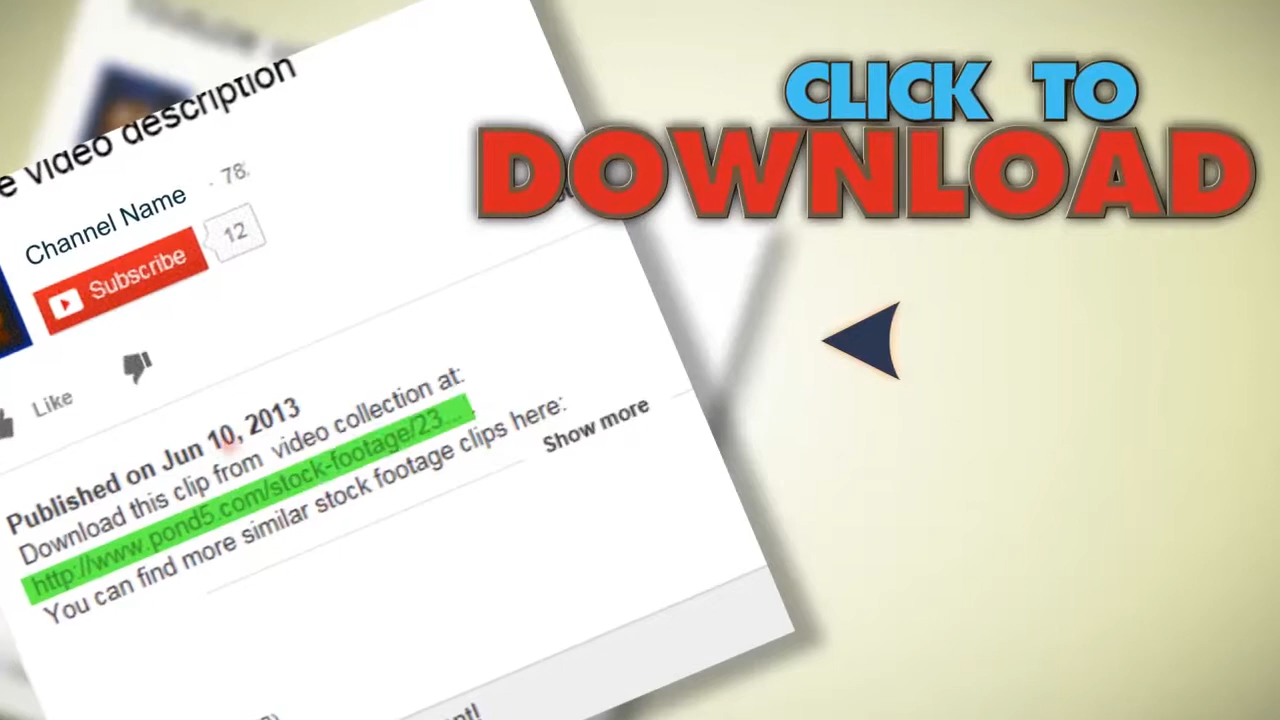 CLICK TO
DOWNLOAD
e video description
Channel Name
78
Subscribe
12
Like
Published on Jun 10, 2013
Download this clip from video collection at:
http://www.pond5.com/stock-footage/23...
You can find more similar stock footage clips here:
Show more